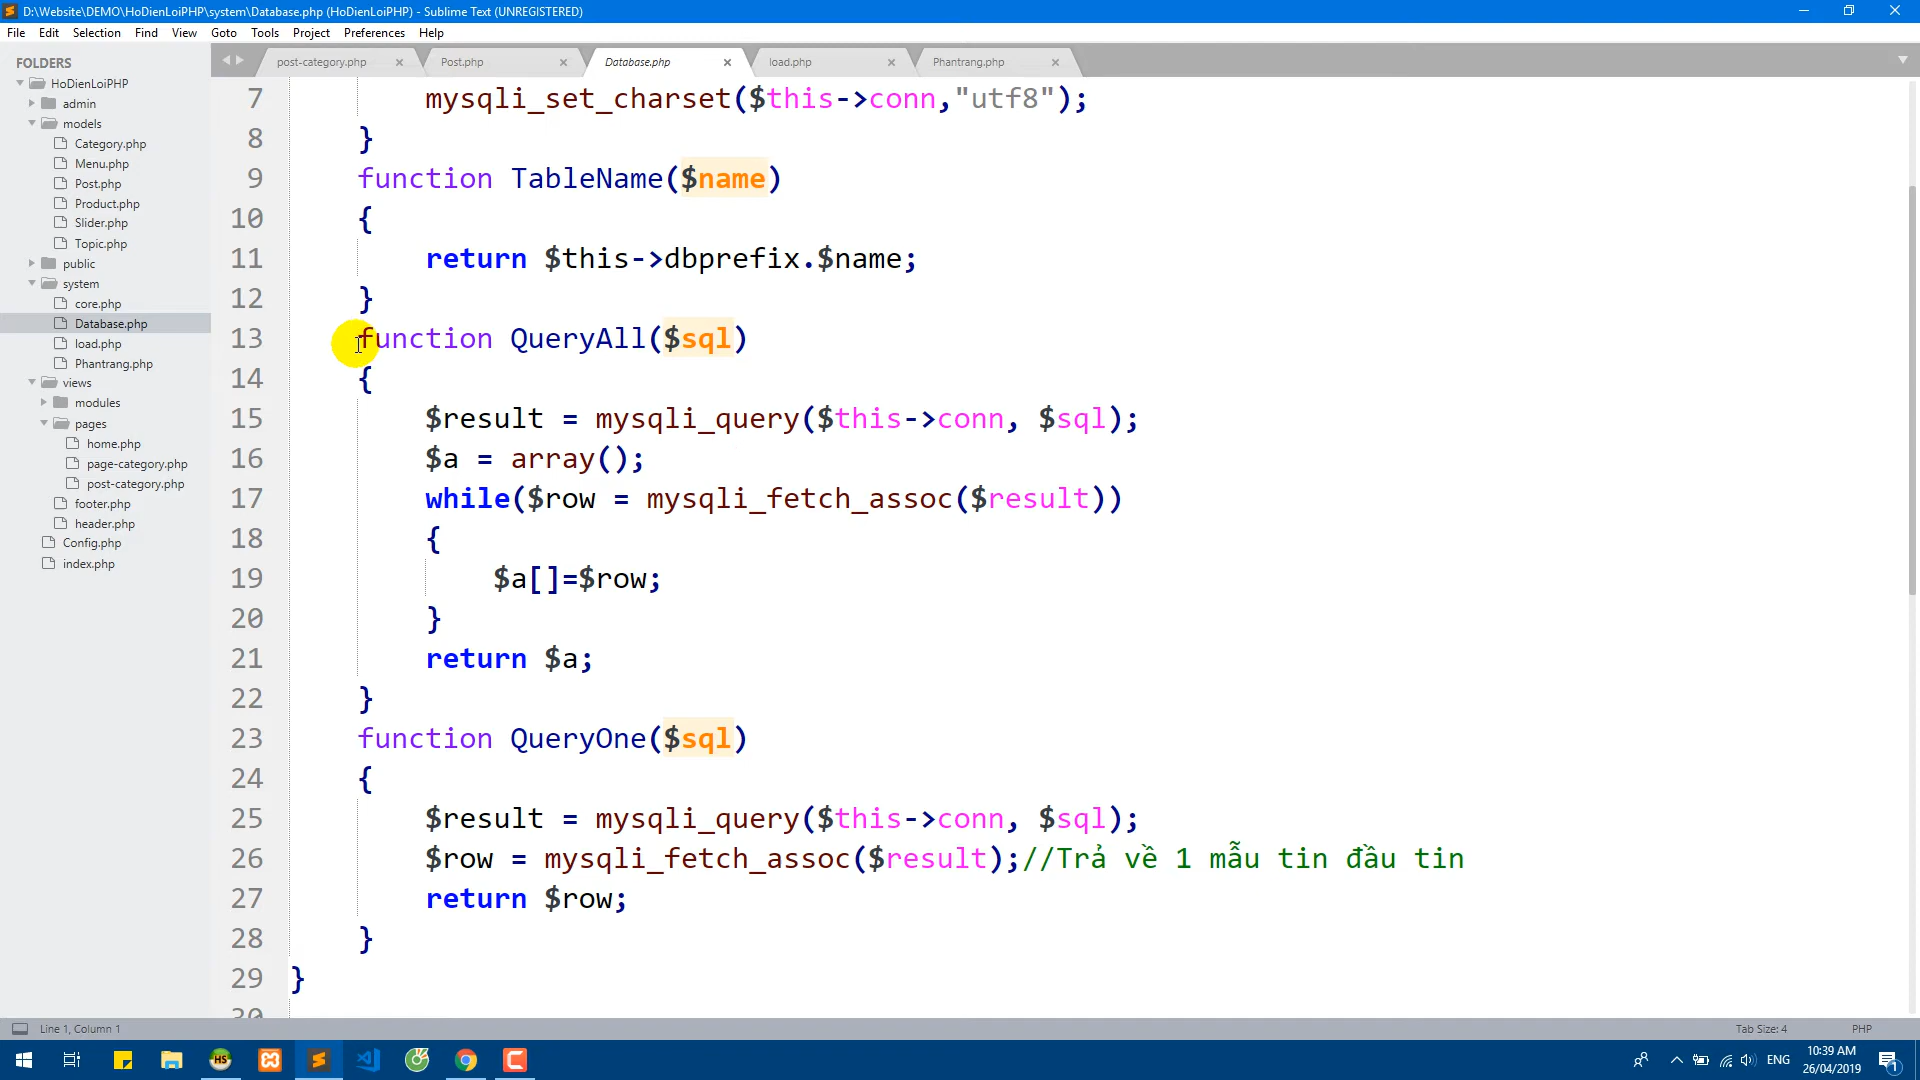 D:\Website\DEMO\HoDienLoiPHP\system\Database.php (HoDienLoiPHP) - Sublime Text (UNREGISTERED)
File Edit Selection Find View Goto Tools Project Preferences Help
FOLDERS
HoDienLoiPHP
admin
models
Category.php
Menu.php
Post.php
Product.php
Slider.php
Topic.php
public
system
core.php
Database.php
load.php
Phantrang.php
views
modules
pages
home.php
page-category.php
post-category.php
footer.php
header.php
Config.php
index.php
post-category.php Post.php Database.php load.php Phantrang.php
7 mysqli_set_charset($this->conn,"utf8");
8 }
9 function TableName($name)
10 {
11 return $this->dbprefix.$name;
12 }
13 function QueryAll($sql)
14 {
15 $result = mysqli_query($this->conn, $sql);
16 $a = array();
17 while($row = mysqli_fetch_assoc($result))
18 {
19 $a[]=$row;
20 }
21 return $a;
22 }
23 function QueryOne($sql)
24 {
25 $result = mysqli_query($this->conn, $sql);
26 $row = mysqli_fetch_assoc($result);//Trả về 1 mẫu tin đầu tin
27 return $row;
28 }
29 }
30
Line 1, Column 1 Tab Size: 4 PHP
HS ENG 10:39 AM
26/04/2019 1